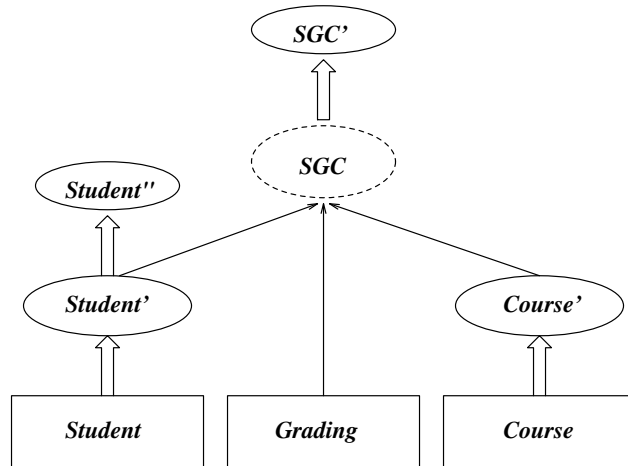 SGC’
SGC
Student"
Student’
Course’
Student
Grading
Course